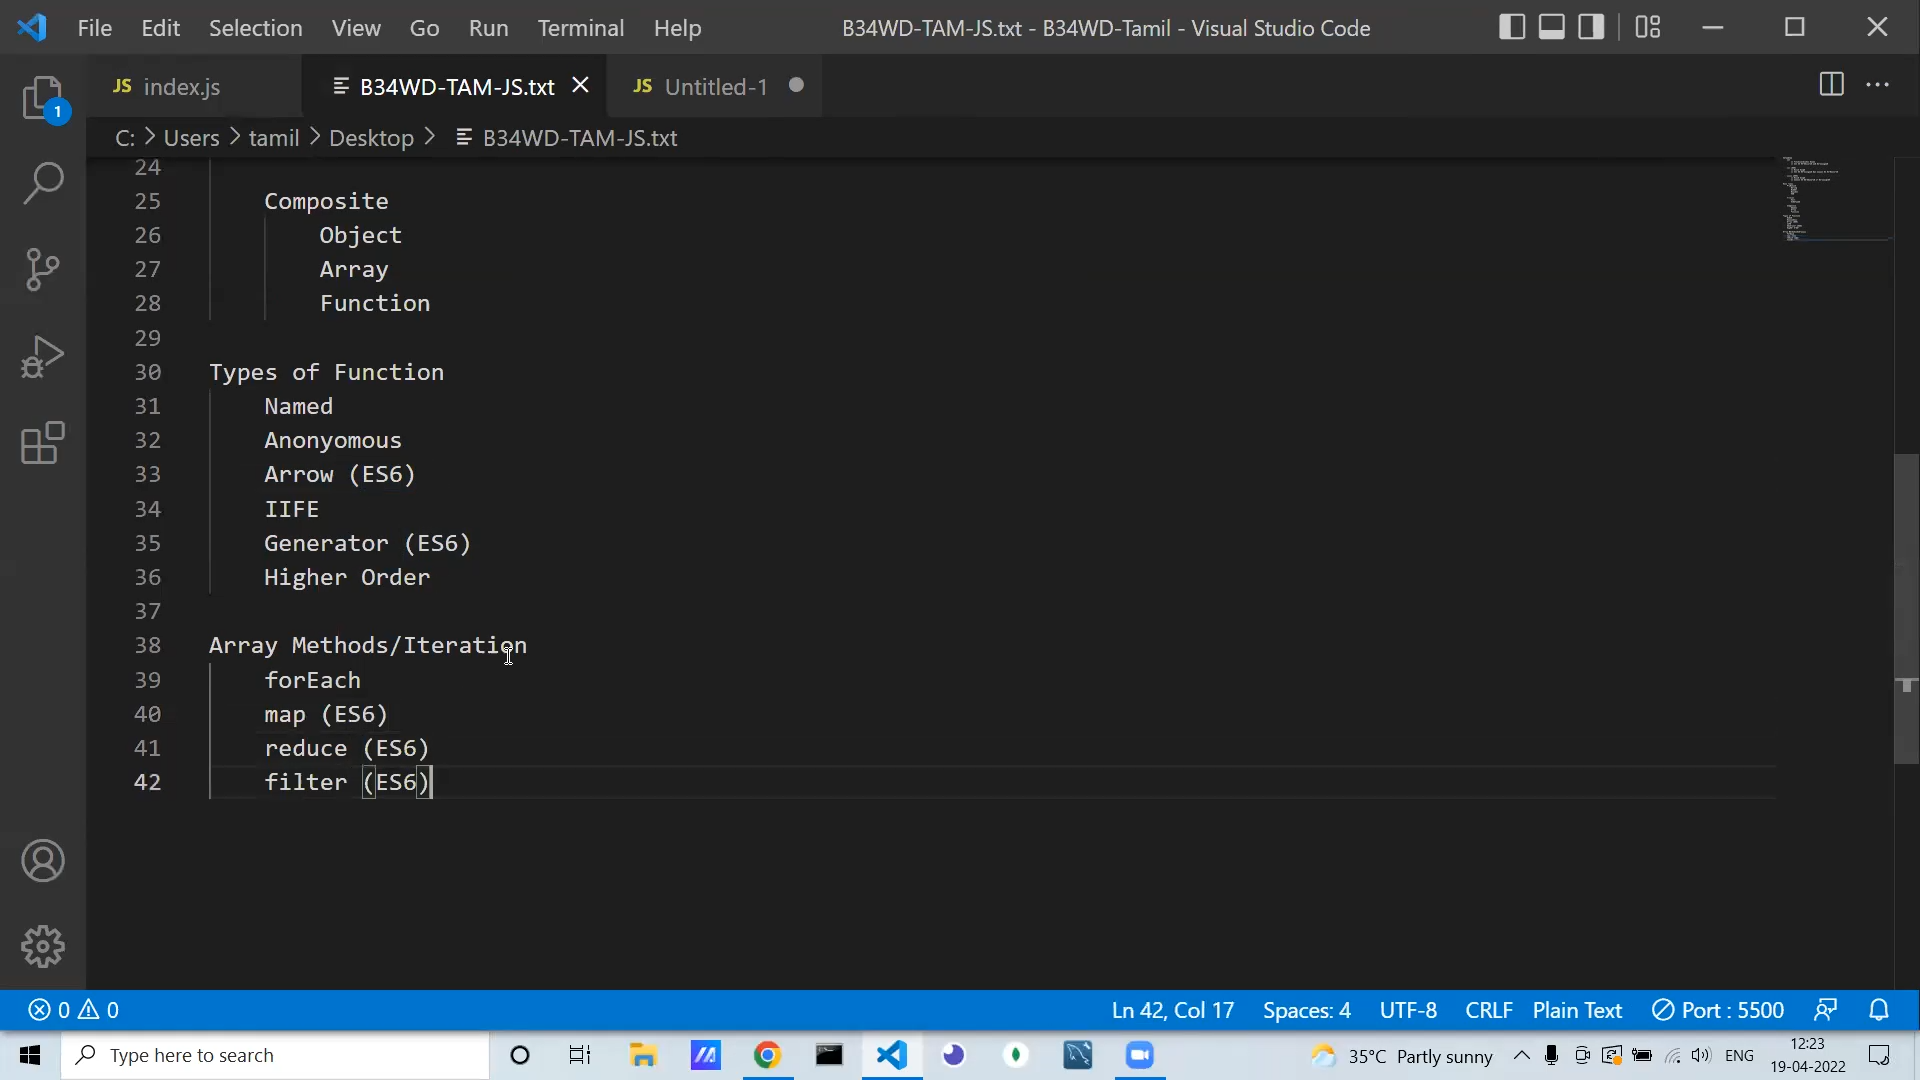 File Edit Selection View Go Run Terminal Help B34WD-TAM-JS.txt - B34WD-Tamil - Visual Studio Code
JS index.js B34WD-TAM-JS.txt JS Untitled-1
1
C: > Users > tamil > Desktop > B34WD-TAM-JS.txt
24
25 Composite
26 Object
27 Array
28 Function
29
30 Types of Function
31 Named
32 Anonyomous
33 Arrow (ES6)
34 IIFE
35 Generator (ES6)
36 Higher Order
37
38 Array Methods/Iteration
39 forEach
40 map (ES6)
41 reduce (ES6)
42 filter (ES6)
0 0 Ln 42, Col 17 Spaces: 4 UTF-8 CRLF Plain Text Port : 5500
Type here to search 35°C Partly sunny ENG 12:23
19-04-2022